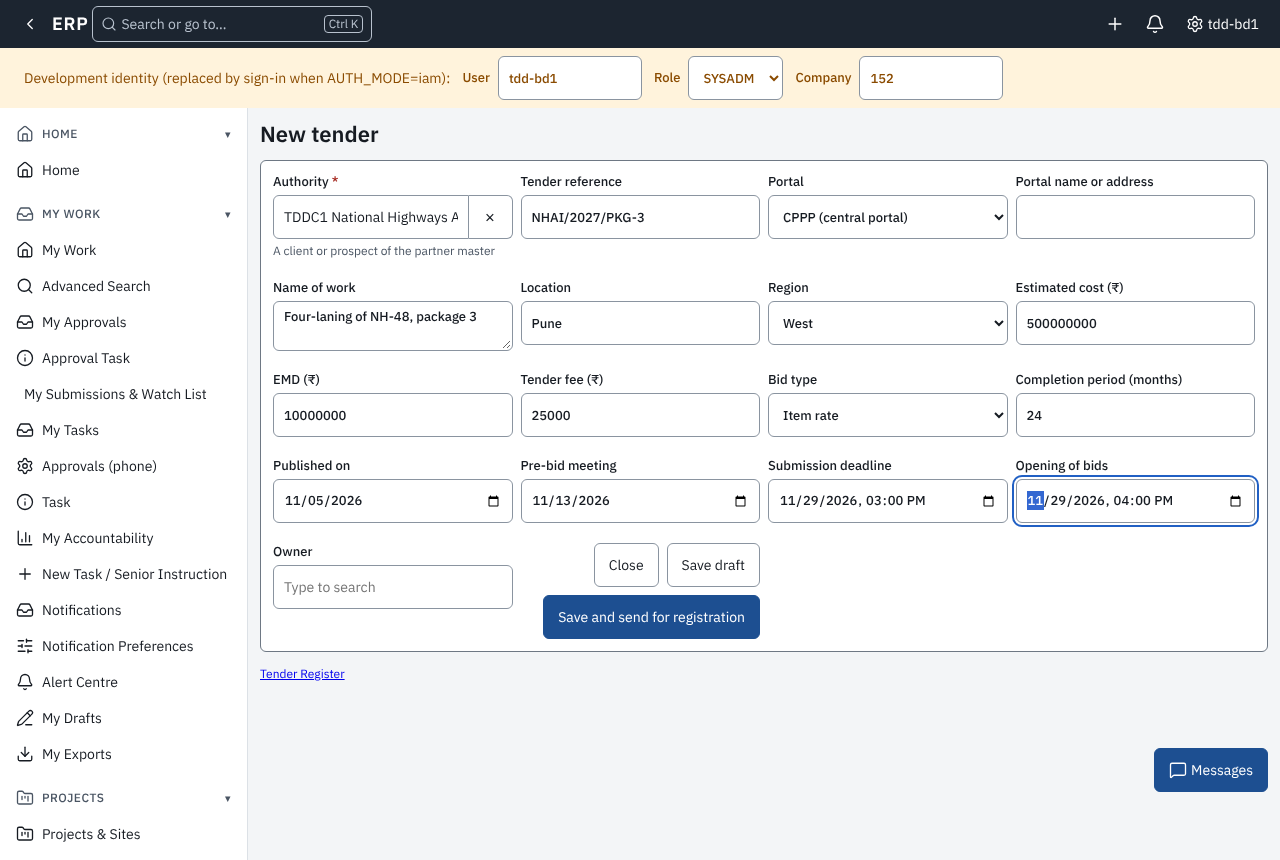 ERP
Search or go to...
Ctrl K
tdd-bd1
Development identity (replaced by sign-in when AUTH_MODE=iam):
User
tdd-bd1
Role
SYSADM
Company
152
HOME
Home
MY WORK
My Work
Advanced Search
My Approvals
Approval Task
My Submissions & Watch List
My Tasks
Approvals (phone)
Task
My Accountability
New Task / Senior Instruction
Notifications
Notification Preferences
Alert Centre
My Drafts
My Exports
PROJECTS
Projects & Sites
New tender
Authority *
Tender reference
Portal
Portal name or address
TDDC1 National Highways A
×
NHAI/2027/PKG-3
CPPP (central portal)
A client or prospect of the partner master
Name of work
Location
Region
Estimated cost (₹)
Four-laning of NH-48, package 3
Pune
West
500000000
EMD (₹)
Tender fee (₹)
Bid type
Completion period (months)
10000000
25000
Item rate
24
Published on
Pre-bid meeting
Submission deadline
Opening of bids
11/05/2026
11/13/2026
11/29/2026, 03:00 PM
11/29/2026, 04:00 PM
Owner
Type to search
Close
Save draft
Save and send for registration
Tender Register
Messages